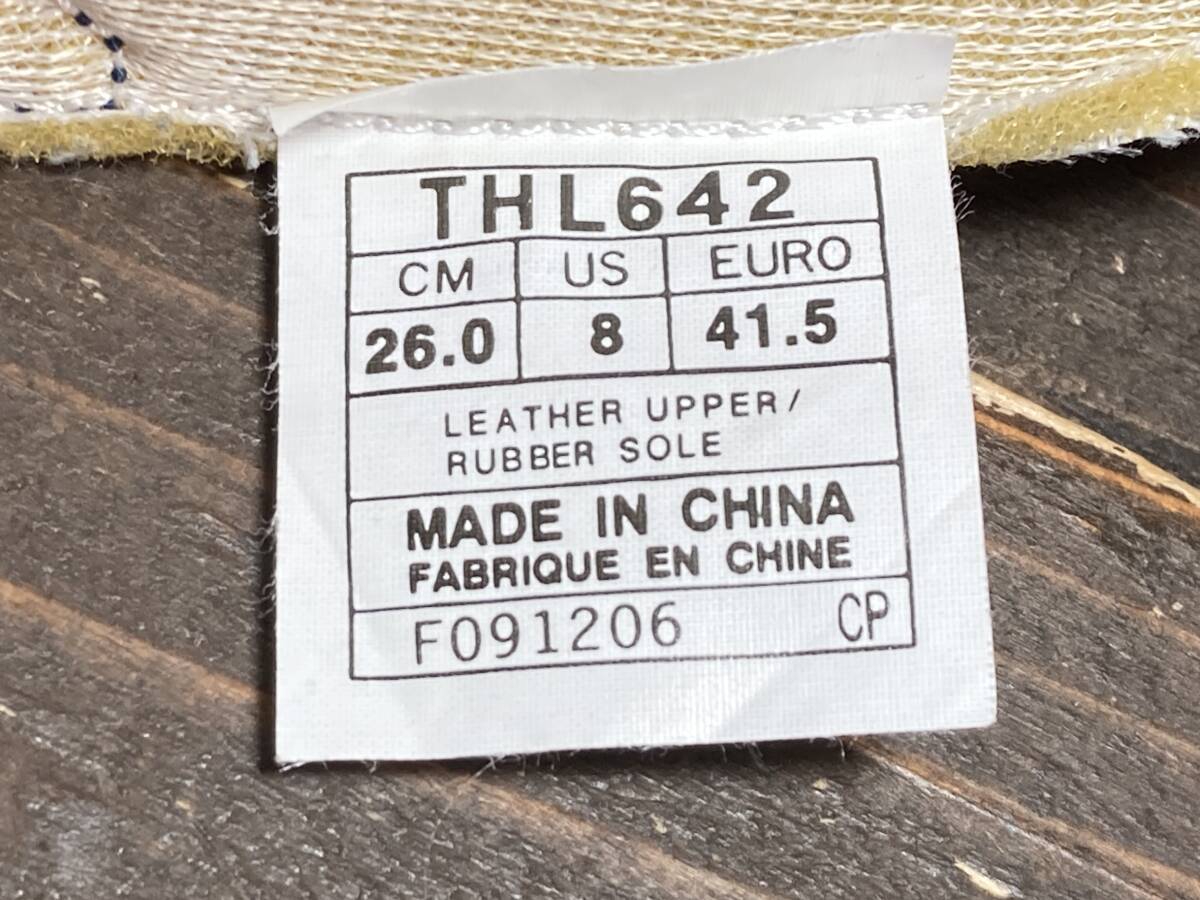 THL642
CM US EURO
26.0 8 41.5
LEATHER UPPER/
RUBBER SOLE
MADE IN CHINA
FABRIQUE EN CHINE
F091206 CP